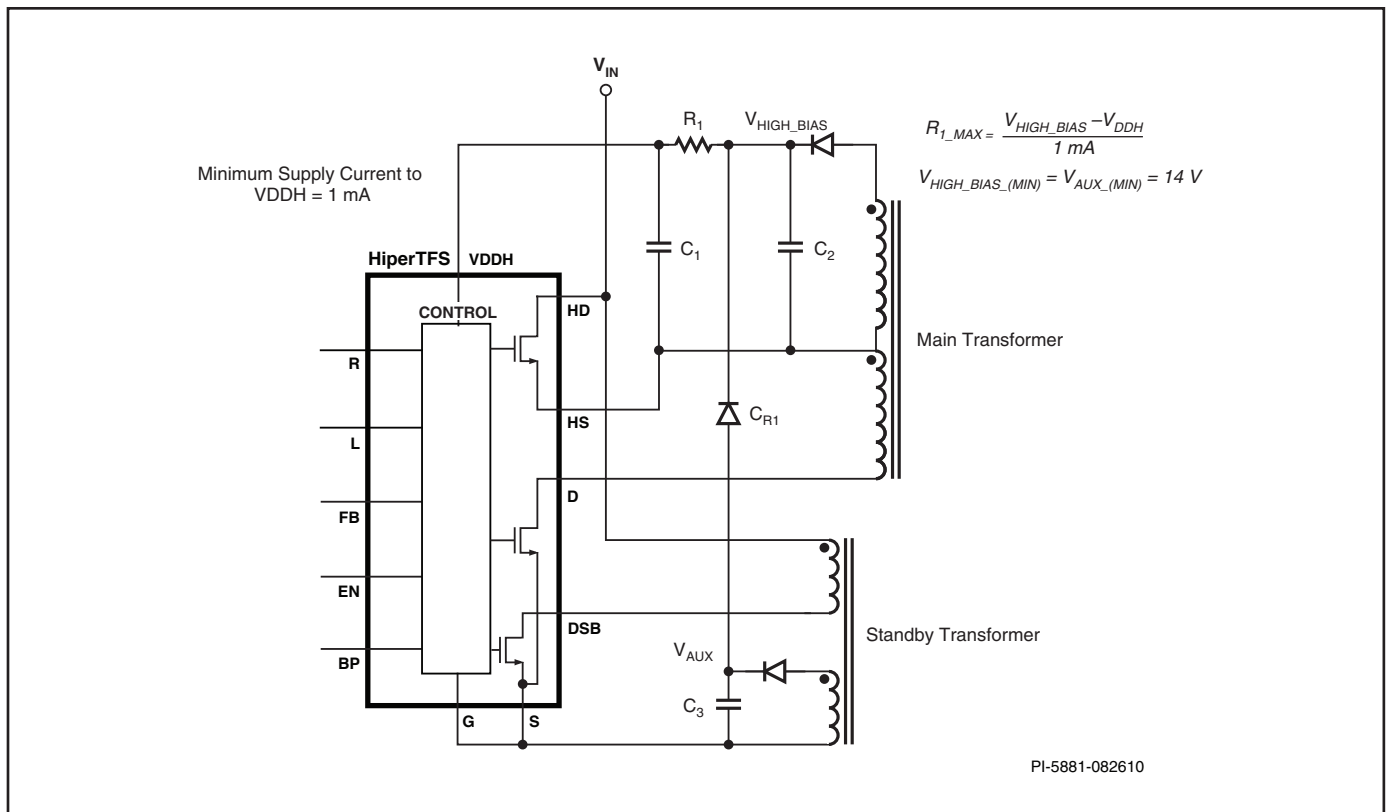 V_IN
R_1
V_HIGH_BIAS
R_1_MAX = V_HIGH_BIAS –V_DDH
1 mA
V_HIGH_BIAS_(MIN) = V_AUX_(MIN) = 14 V
Minimum Supply Current to
VDDH = 1 mA
C_1
C_2
HiperTFS
VDDH
CONTROL
HD
Main Transformer
R
HS
C_R1
L
D
FB
EN
DSB
Standby Transformer
BP
V_AUX
C_3
G
S
PI-5881-082610